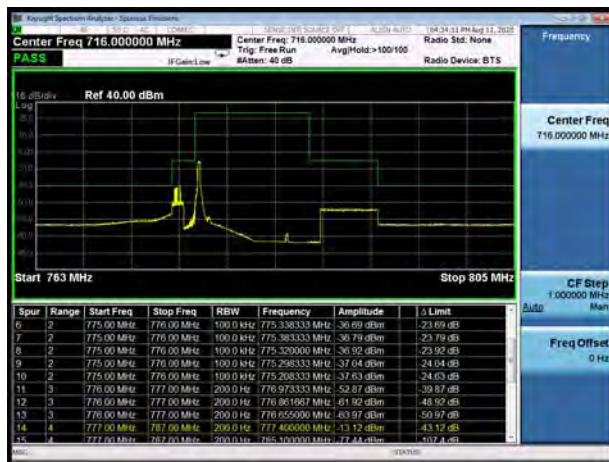 Keysight Spectrum Analyzer - Spurious Emissions
04:34:11 PM Aug 11, 2020
Center Freq 716.000000 MHz
Center Freq: 716.000000 MHz
Radio Std: None
Trig: Free Run
Avg|Hold:>100/100
PASS
IFGain:Low
#Atten: 40 dB
Radio Device: BTS
Ref 40.00 dBm
Log
Start 763 MHz
Stop 805 MHz
Spur Range Start Freq Stop Freq RBW Frequency Amplitude Δ Limit
6 2 775.00 MHz 776.00 MHz 100.0 kHz 775.338333 MHz -36.69 dBm -23.69 dB
7 2 775.00 MHz 776.00 MHz 100.0 kHz 775.383333 MHz -36.79 dBm -23.79 dB
8 2 775.00 MHz 776.00 MHz 100.0 kHz 775.320000 MHz -36.92 dBm -23.92 dB
9 2 775.00 MHz 776.00 MHz 100.0 kHz 775.298333 MHz -37.04 dBm -24.04 dB
10 2 775.00 MHz 776.00 MHz 100.0 kHz 775.208333 MHz -37.63 dBm -24.63 dB
11 3 776.00 MHz 777.00 MHz 200.0 Hz 776.973333 MHz -52.87 dBm -39.87 dB
12 3 776.00 MHz 777.00 MHz 200.0 Hz 776.861667 MHz -61.92 dBm -48.92 dB
13 3 776.00 MHz 777.00 MHz 200.0 Hz 776.655000 MHz -63.97 dBm -50.97 dB
14 4 777.00 MHz 787.00 MHz 200.0 Hz 777.400000 MHz -13.12 dBm -43.12 dB
15 4 777.00 MHz 787.00 MHz 200.0 Hz 785.100000 MHz -77.44 dBm -107.4 dB
MSG
STATUS
Frequency
Center Freq
716.000000 MHz
CF Step
1.000000 MHz
Auto Man
Freq Offset
0 Hz